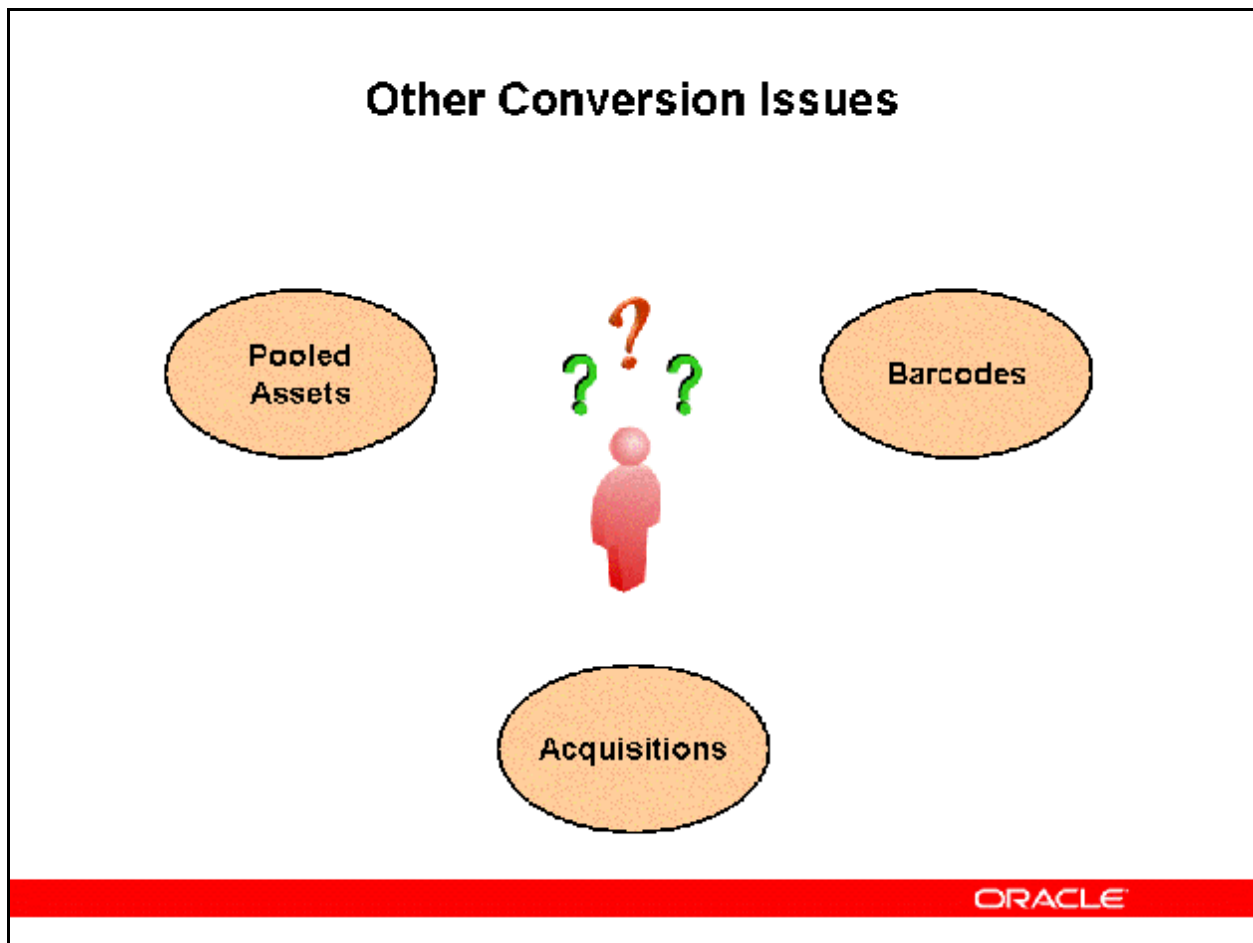 Other Conversion Issues
Pooled
Assets
? ? ?
Barcodes
Acquisitions
ORACLE